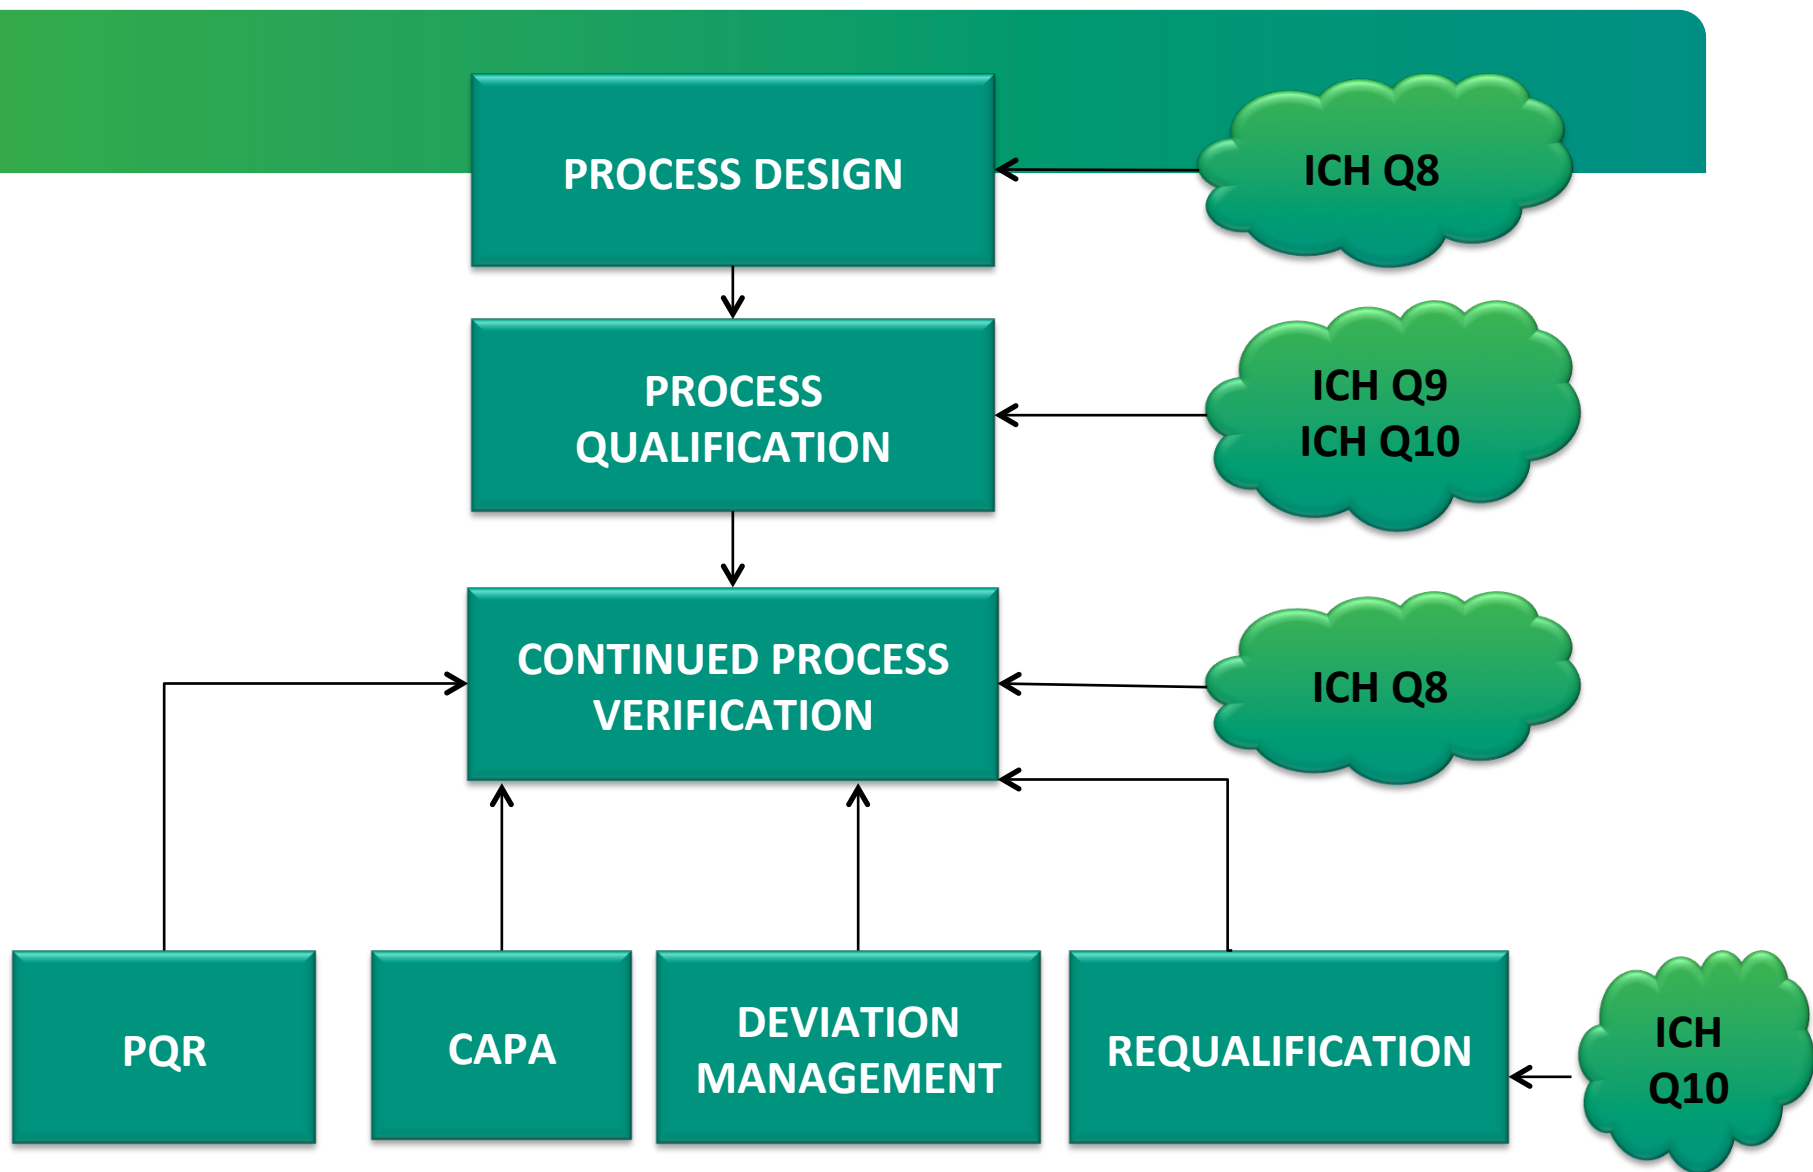 PROCESS DESIGN
ICH Q8
PROCESS
QUALIFICATION
ICH Q9
ICH Q10
CONTINUED PROCESS
VERIFICATION
ICH Q8
PQR
CAPA
DEVIATION
MANAGEMENT
REQUALIFICATION
ICH
Q10